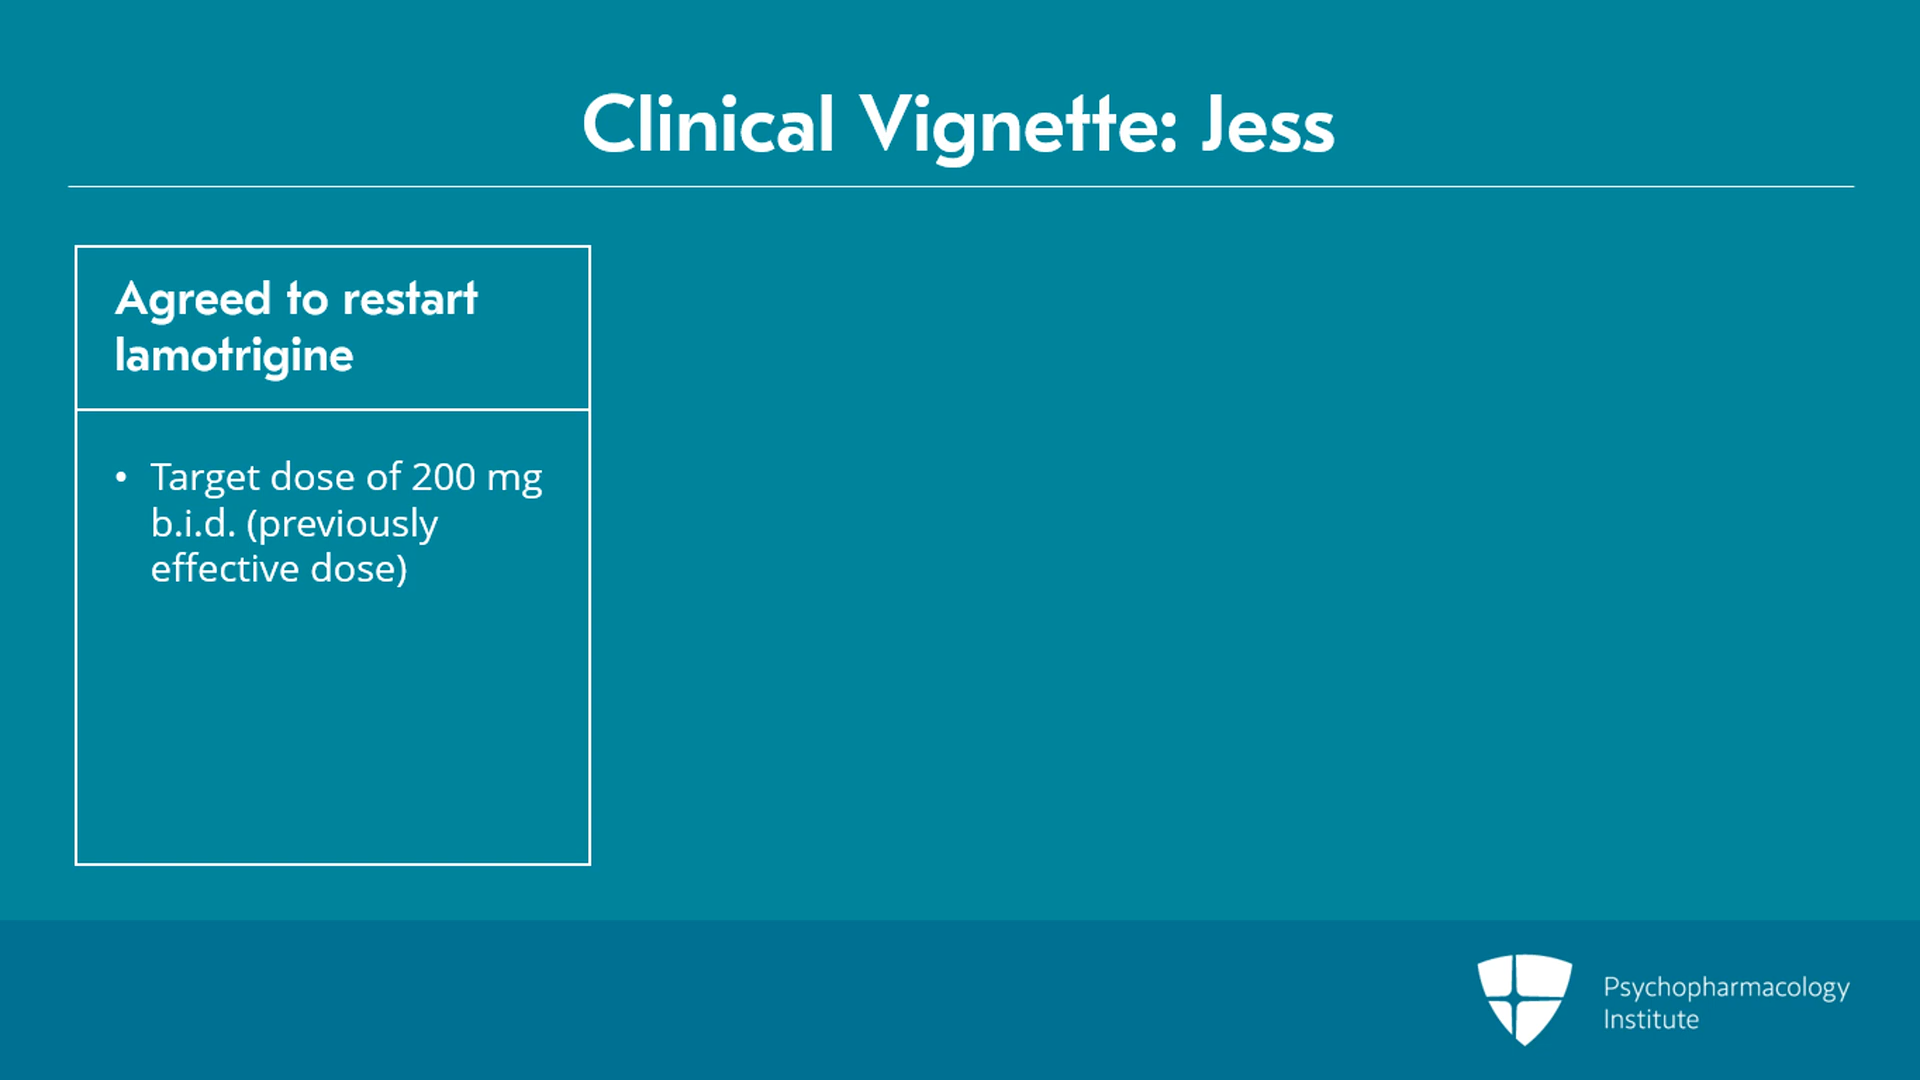 Clinical Vignette: Jess
Agreed to restart
lamotrigine
• Target dose of 200 mg
b.i.d. (previously
effective dose)
Psychopharmacology
Institute